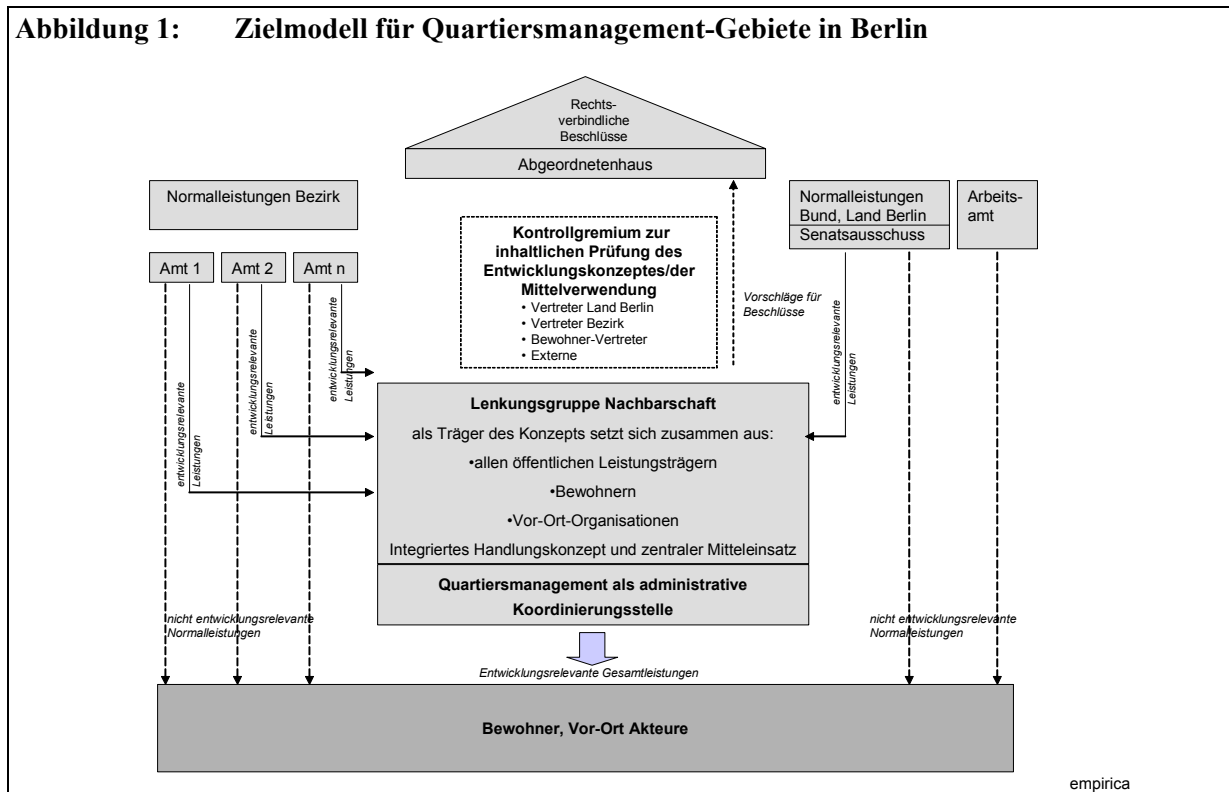 Abbildung 1: Zielmodell für Quartiersmanagement-Gebiete in Berlin
Rechts-
verbindliche
Beschlüsse
Abgeordnetenhaus
Normalleistungen Bezirk
Normalleistungen
Bund, Land Berlin
Senatsausschuss
Arbeits-
amt
Amt 1
Amt 2
Amt n
Kontrollgremium zur
inhaltlichen Prüfung des
Entwicklungskonzeptes/der
Mittelverwendung
• Vertreter Land Berlin
• Vertreter Bezirk
• Bewohner-Vertreter
• Externe
Vorschläge für
Beschlüsse
entwicklungsrelevante
Leistungen
entwicklungsrelevante
Leistungen
entwicklungsrelevante
Leistungen
entwicklungsrelevante
Leistungen
Lenkungsgruppe Nachbarschaft
als Träger des Konzepts setzt sich zusammen aus:
•allen öffentlichen Leistungsträgern
•Bewohnern
•Vor-Ort-Organisationen
Integriertes Handlungskonzept und zentraler Mitteleinsatz
Quartiersmanagement als administrative
Koordinierungsstelle
nicht entwicklungsrelevante
Normalleistungen
nicht entwicklungsrelevante
Normalleistungen
Entwicklungsrelevante Gesamtleistungen
Bewohner, Vor-Ort Akteure
empirica